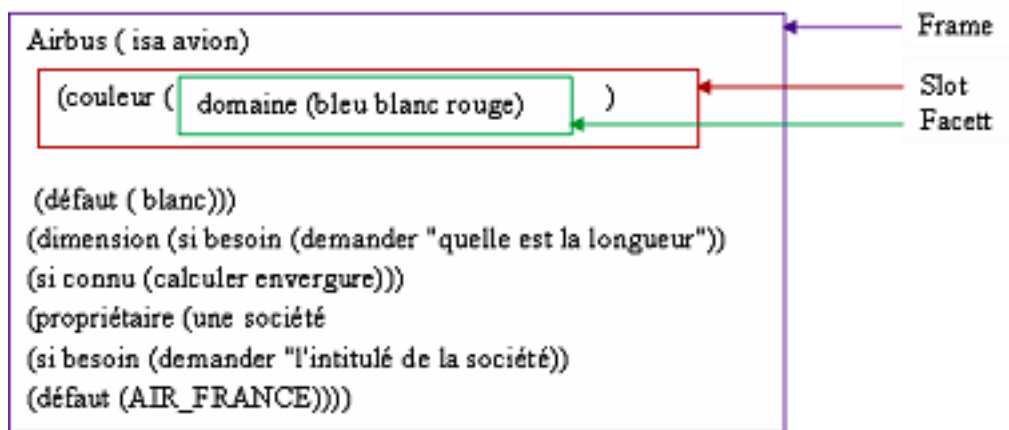 Airbus ( isa avion)
Frame
(couleur ( domaine (bleu blanc rouge) )
Slot
Facett
(défaut ( blanc)))
(dimension (si besoin (demander "quelle est la longueur"))
(si connu (calculer envergure)))
(propriétaire (une société
(si besoin (demander "l'intitulé de la société))
(défaut (AIR_FRANCE))))